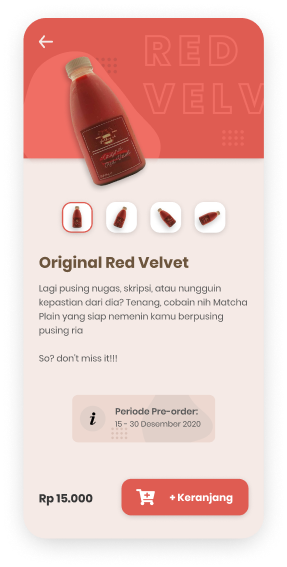 RED
VELV
Original Red Velvet
Lagi pusing nugas, skripsi, atau nungguin
kepastian dari dia? Tenang, cobain nih Matcha
Plain yang siap nemenin kamu berpusing
pusing ria
So? don't miss it!!!
i
Periode Pre-order:
15 - 30 Desember 2020
Rp 15.000
+ Keranjang